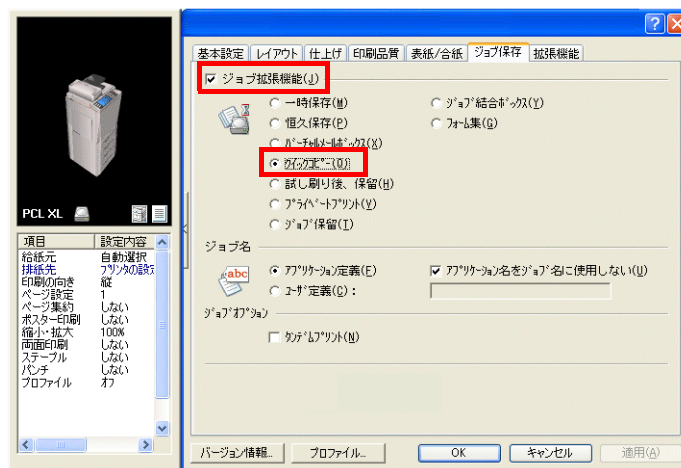 基本設定 レイアウト 仕上げ 印刷品質 表紙/合紙 ジョブ保存 拡張機能
ジョブ拡張機能(J)
一時保存(M) ｼﾞｮﾌﾞ結合ﾎﾞｯｸｽ(Y)
恒久保存(P) ﾌｫｰﾑ集(G)
ﾊﾞｰﾁｬﾙﾒｰﾙﾎﾞｯｸｽ(X)
ｸｲｯｸｺﾋﾟｰ(Q)
試し刷り後、保留(H)
ﾌﾟﾗｲﾍﾞｰﾄﾌﾟﾘﾝﾄ(V)
ｼﾞｮﾌﾞ保留(I)
ジョブ名
abc
ｱﾌﾟﾘｹｰｼｮﾝ定義(E) ｱﾌﾟﾘｹｰｼｮﾝ名をｼﾞｮﾌﾞ名に使用しない(U)
ﾕｰｻﾞ定義(C)：
ｼﾞｮﾌﾞｵﾌﾟｼｮﾝ
ﾀﾝﾃﾞﾑﾌﾟﾘﾝﾄ(N)
PCL XL
項目 設定内容
給紙元 自動選択
排紙先 ﾌﾟﾘﾝﾀの設定
印刷の向き 縦
ページ設定 1
ページ集約 しない
ポスター印刷 しない
縮小・拡大 100%
両面印刷 しない
ステープル しない
パンチ しない
プロファイル オフ
バージョン情報... プロファイル... OK キャンセル 適用(A)